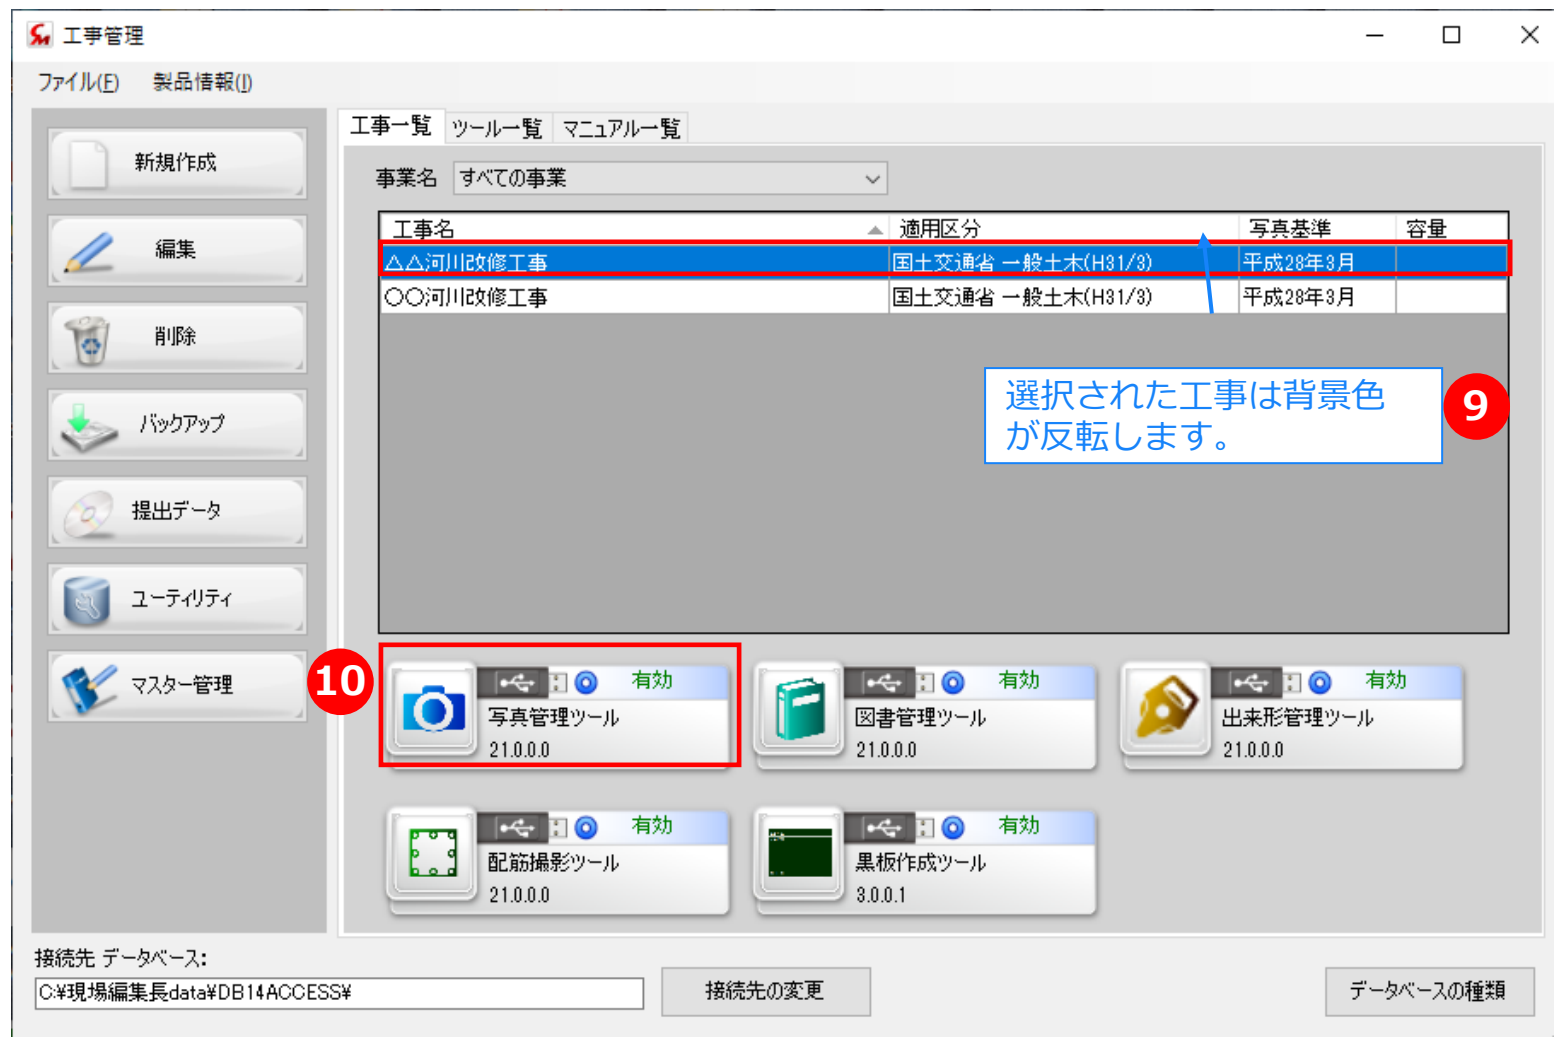 工事管理
ファイル(F) 製品情報(I)
新規作成
編集
削除
バックアップ
提出データ
ユーティリティ
マスター管理
工事一覧 ツール一覧 マニュアル一覧
事業名 すべての事業
工事名 適用区分 写真基準 容量
△△河川改修工事 国土交通省 一般土木(H31/3) 平成28年3月
〇〇河川改修工事 国土交通省 一般土木(H31/3) 平成28年3月
選択された工事は背景色
が反転します。
9
10
有効
写真管理ツール
21.0.0.0
有効
図書管理ツール
21.0.0.0
有効
出来形管理ツール
21.0.0.0
有効
配筋撮影ツール
21.0.0.0
有効
黒板作成ツール
3.0.0.1
接続先 データベース:
C:¥現場編集長data¥DB14ACCESS¥
接続先の変更
データベースの種類